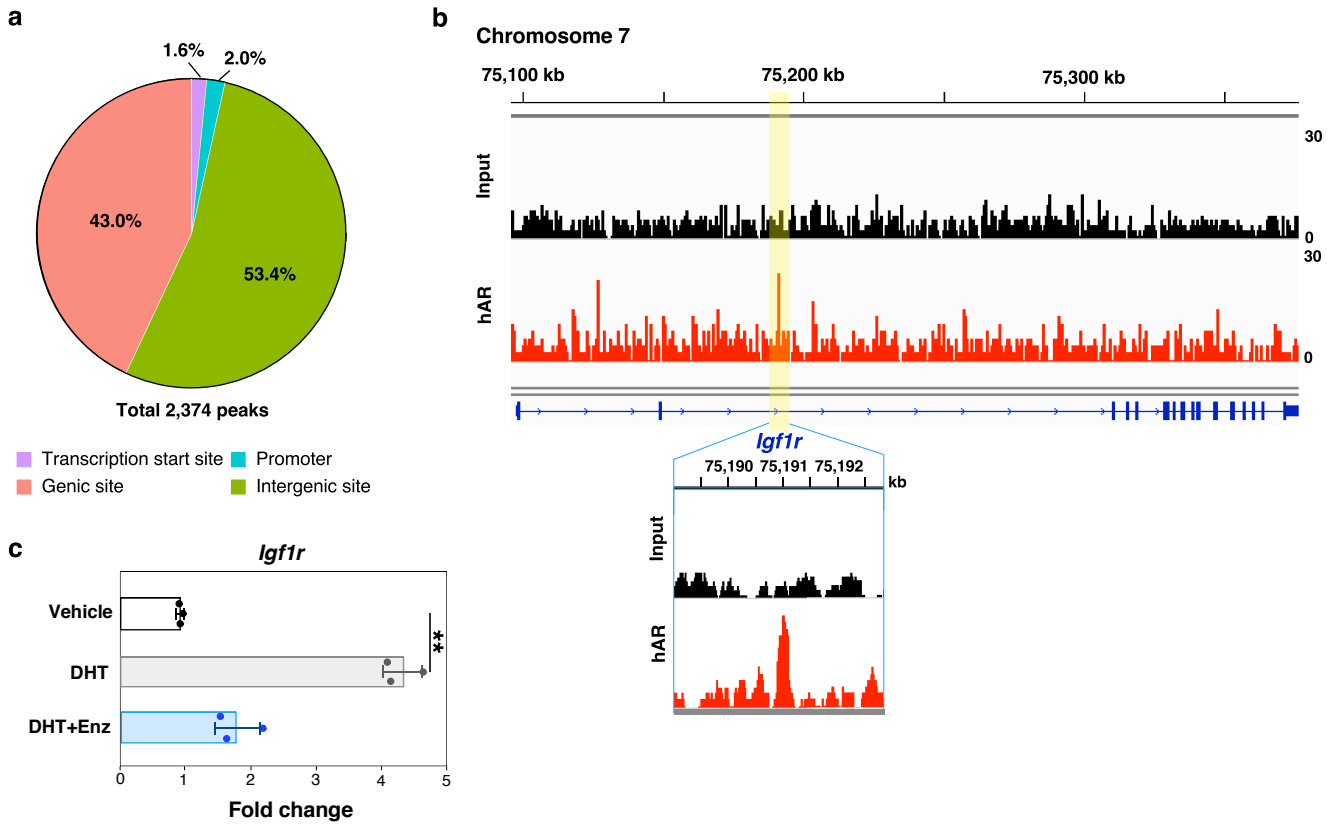 a
1.6%
2.0%
43.0%
53.4%
Total 2,374 peaks
Transcription start site
Promoter
Genic site
Intergenic site
b
Chromosome 7
75,100 kb
75,200 kb
75,300 kb
Input
30
0
hAR
30
0
Igf1r
75,190
75,191
75,192
kb
Input
hAR
c
Igf1r
Vehicle
DHT
DHT+Enz
**
0
1
2
3
4
5
Fold change